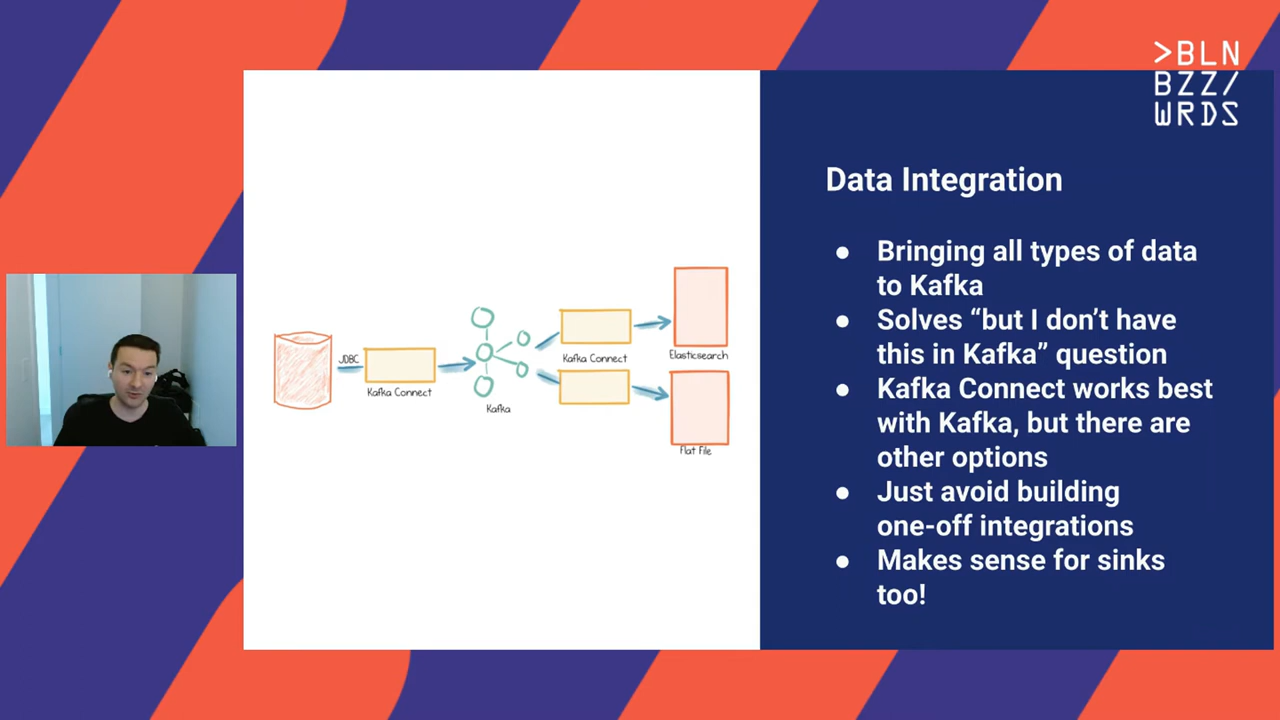 >BLN
BZZ/
WRDS
Data Integration
● Bringing all types of data
to Kafka
● Solves “but I don’t have
this in Kafka” question
● Kafka Connect works best
with Kafka, but there are
other options
● Just avoid building
one-off integrations
● Makes sense for sinks
too!
JDBC
Kafka Connect
Kafka
Kafka Connect
Elasticsearch
Flat File